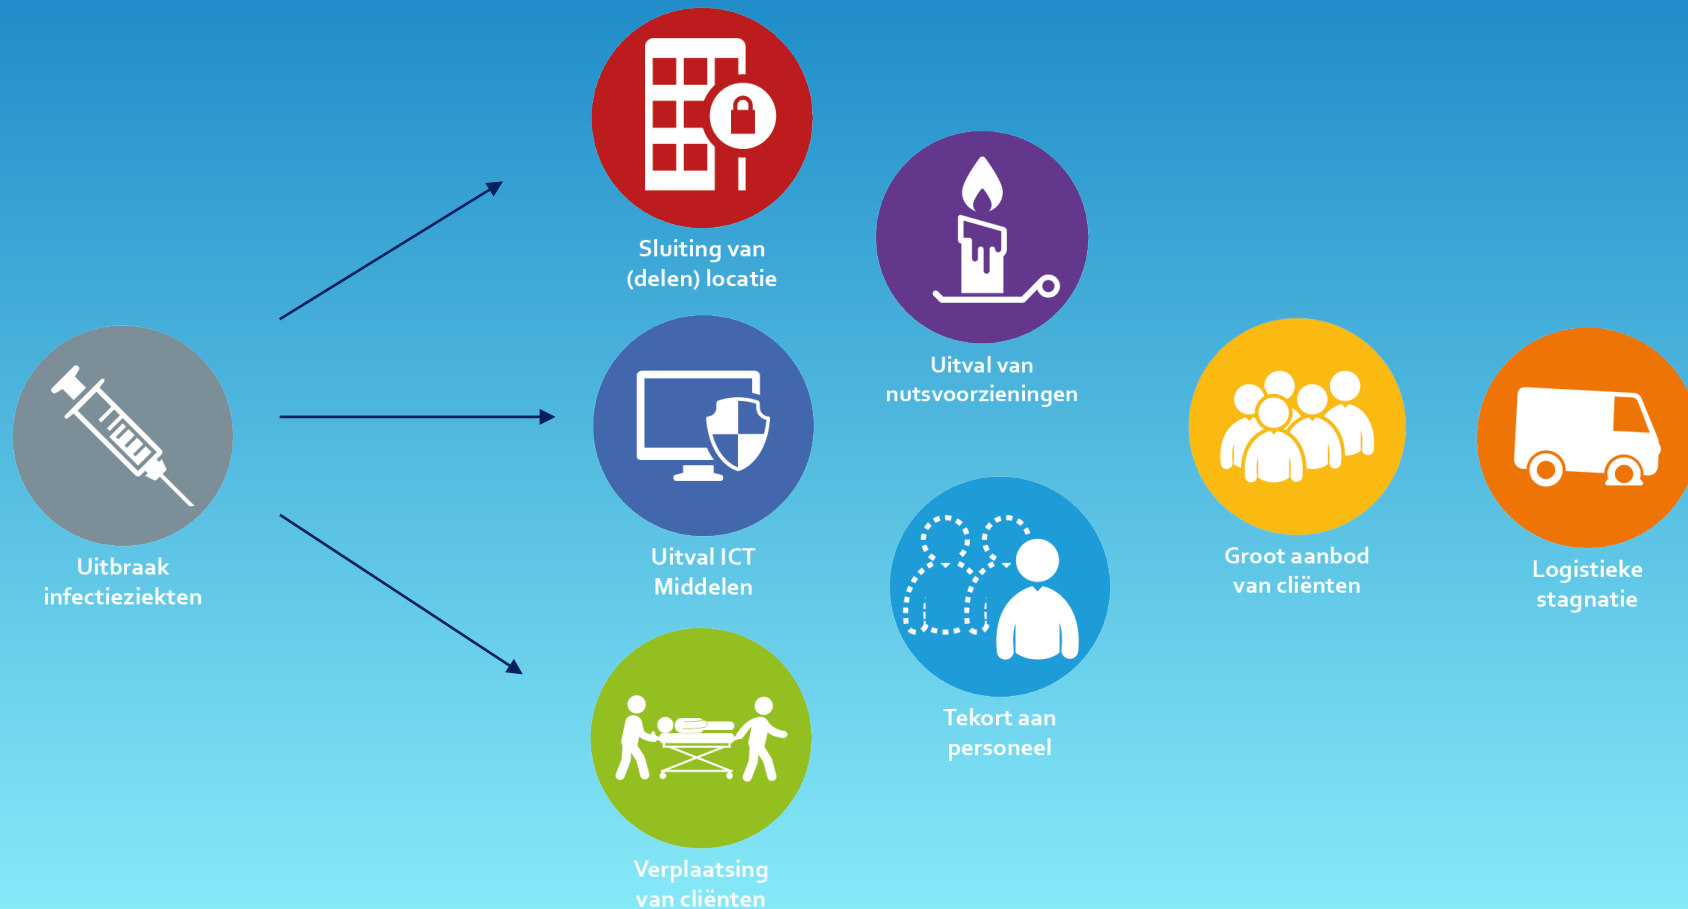 Sluiting van
(delen) locatie
Uitval van
nutsvoorzieningen
Uitbraak
infectieziekten
Uitval ICT
Middelen
Groot aanbod
van cliënten
Logistieke
stagnatie
Tekort aan
personeel
Verplaatsing
van cliënten